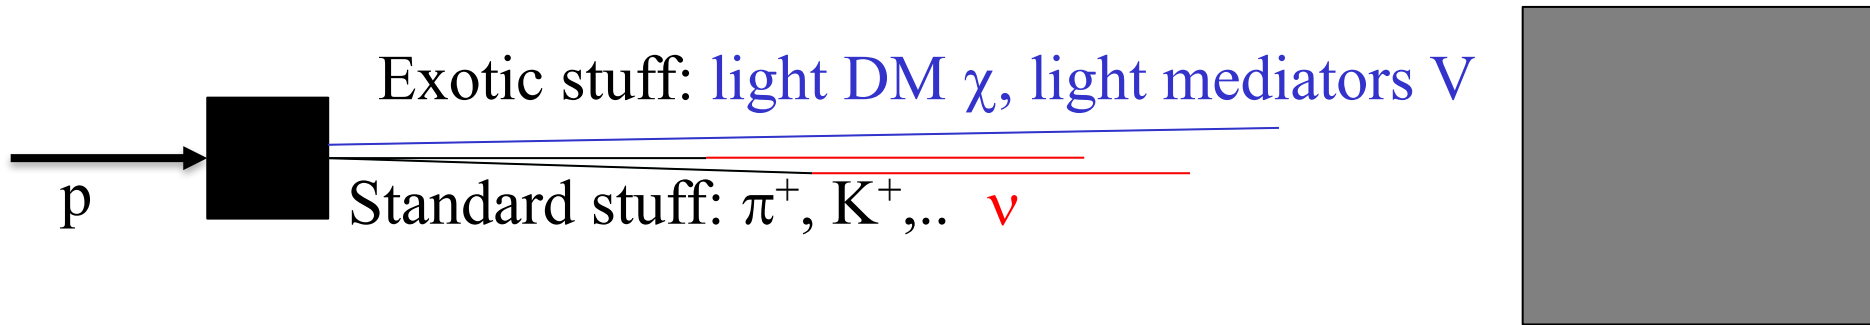 Exotic stuff: light DM χ, light mediators V
p
Standard stuff: π⁺, K⁺,.. ν